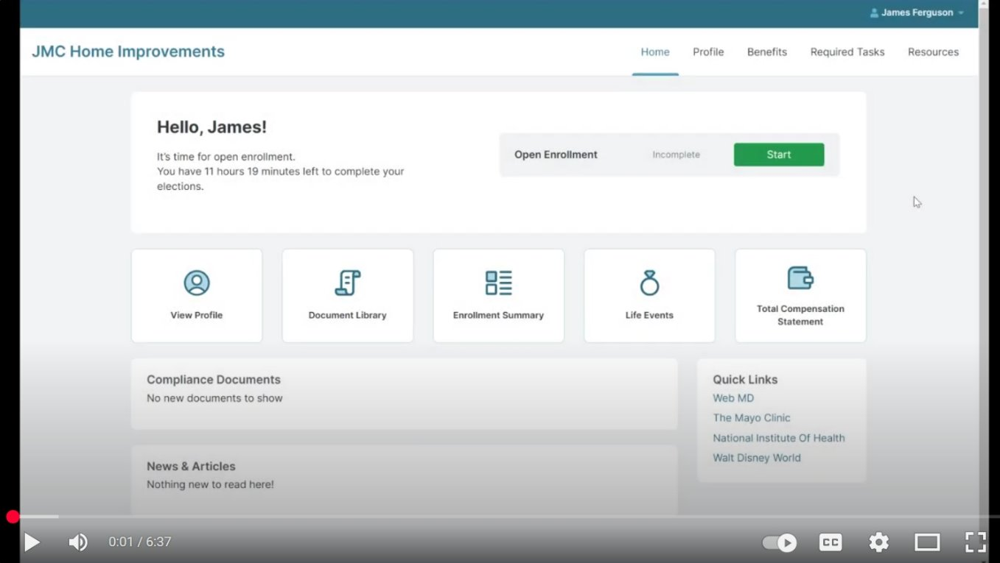 James Ferguson
JMC Home Improvements
Home
Profile
Benefits
Required Tasks
Resources
Hello, James!
It's time for open enrollment.
You have 11 hours 19 minutes left to complete your
elections.
Open Enrollment
Incomplete
Start
View Profile
Document Library
Enrollment Summary
Life Events
Total Compensation
Statement
Compliance Documents
No new documents to show
Quick Links
Web MD
The Mayo Clinic
National Institute Of Health
Walt Disney World
News & Articles
Nothing new to read here!
0:01 / 6:37
CC